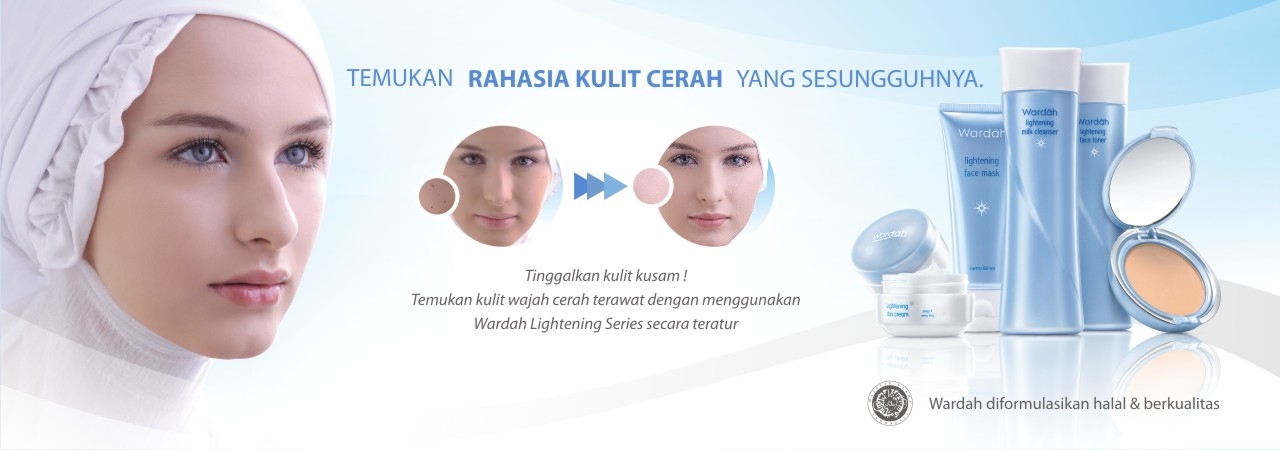 TEMUKAN RAHASIA KULIT CERAH YANG SESUNGGUHNYA.
Tinggalkan kulit kusam !
Temukan kulit wajah cerah terawat dengan menggunakan
Wardah Lightening Series secara teratur
Wardah
lightening
face mask
Wardah
lightening
milk cleanser
Wardah
lightening
face toner
Wardah
lightening
step 1
Wardah diformulasikan halal & berkualitas